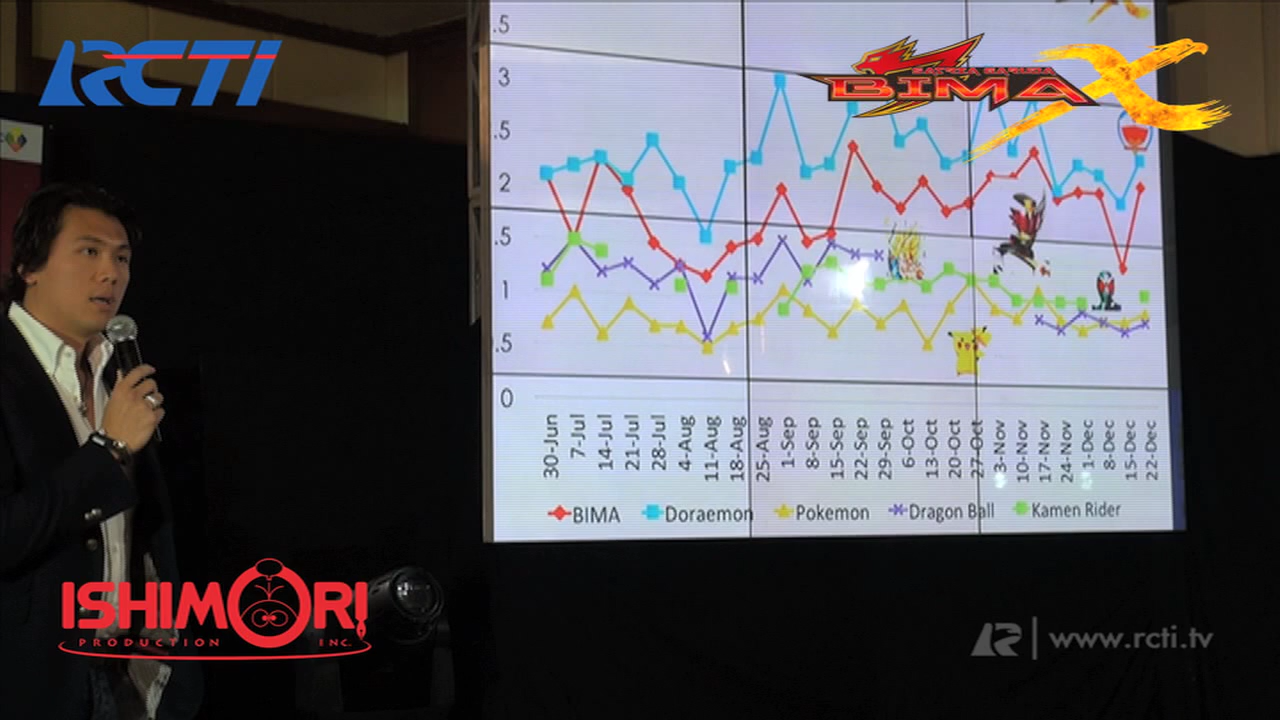 RCTI
SATRIA GARUDA
BIMA X
.5
3
.5
2
.5
1
.5
0
30-Jun
7-Jul
14-Jul
21-Jul
28-Jul
4-Aug
11-Aug
18-Aug
25-Aug
1-Sep
8-Sep
15-Sep
22-Sep
29-Sep
6-Oct
13-Oct
20-Oct
27-Oct
3-Nov
10-Nov
17-Nov
24-Nov
1-Dec
8-Dec
15-Dec
22-Dec
BIMA Doraemon Pokemon Dragon Ball Kamen Rider
ISHIMORI
PRODUCTION INC.
R www.rcti.tv